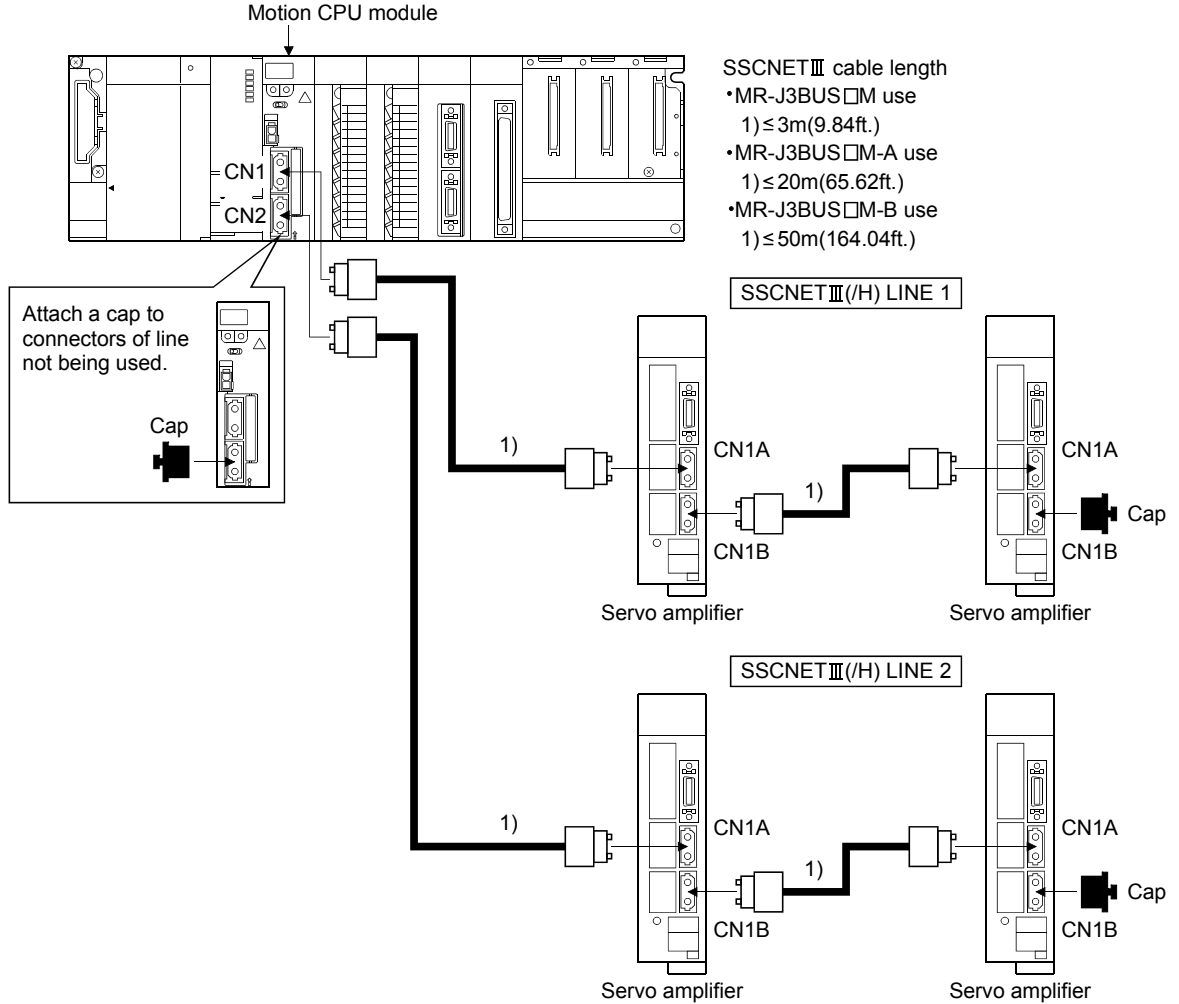 Motion CPU module
SSCNETⅢ cable length
•MR-J3BUS□M use
1)≤3m(9.84ft.)
•MR-J3BUS□M-A use
1)≤20m(65.62ft.)
•MR-J3BUS□M-B use
1)≤50m(164.04ft.)
CN1
CN2
Attach a cap to
connectors of line
not being used.
Cap
SSCNETⅢ(/H) LINE 1
1)
CN1A
CN1B
1)
CN1A
Cap
CN1B
Servo amplifier
Servo amplifier
SSCNETⅢ(/H) LINE 2
1)
CN1A
CN1B
1)
CN1A
Cap
CN1B
Servo amplifier
Servo amplifier